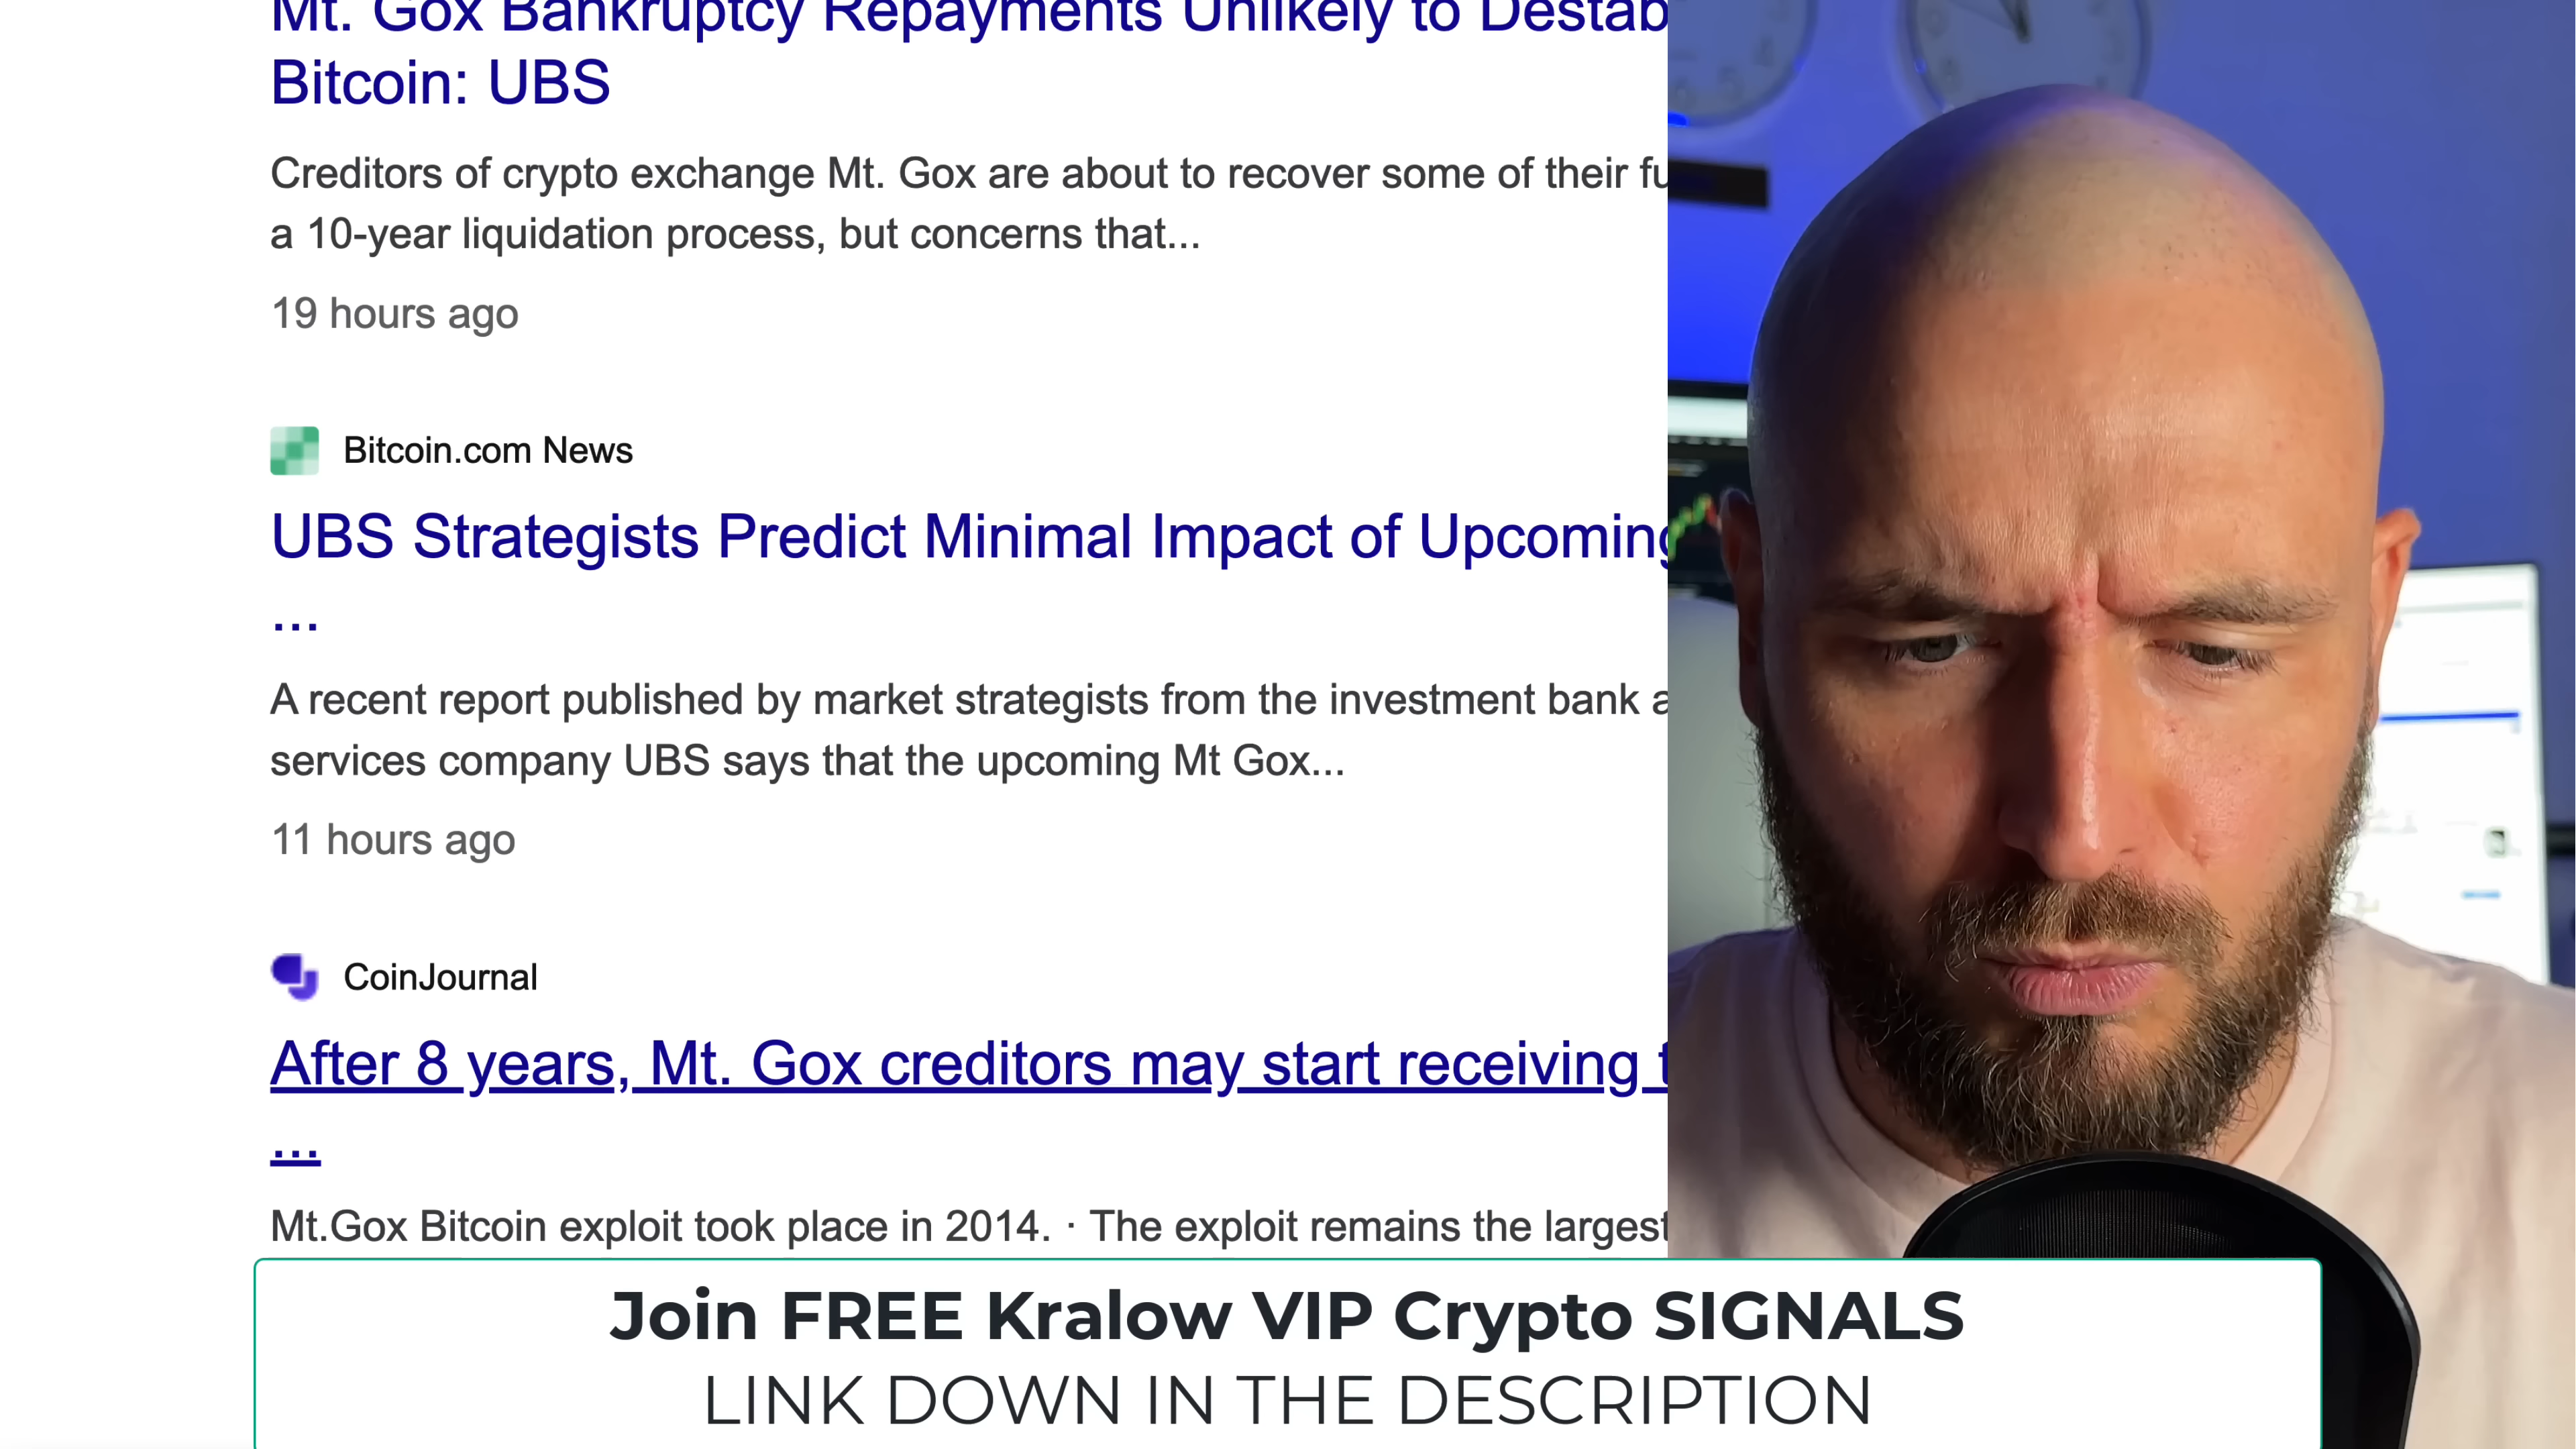 Mt. Gox Bankruptcy Repayments Unlikely to Destab
Bitcoin: UBS
Creditors of crypto exchange Mt. Gox are about to recover some of their fu
a 10-year liquidation process, but concerns that...
19 hours ago
Bitcoin.com News
UBS Strategists Predict Minimal Impact of Upcoming
...
A recent report published by market strategists from the investment bank a
services company UBS says that the upcoming Mt Gox...
11 hours ago
CoinJournal
After 8 years, Mt. Gox creditors may start receiving t
...
Mt.Gox Bitcoin exploit took place in 2014. · The exploit remains the largest
Join FREE Kralow VIP Crypto SIGNALS
LINK DOWN IN THE DESCRIPTION